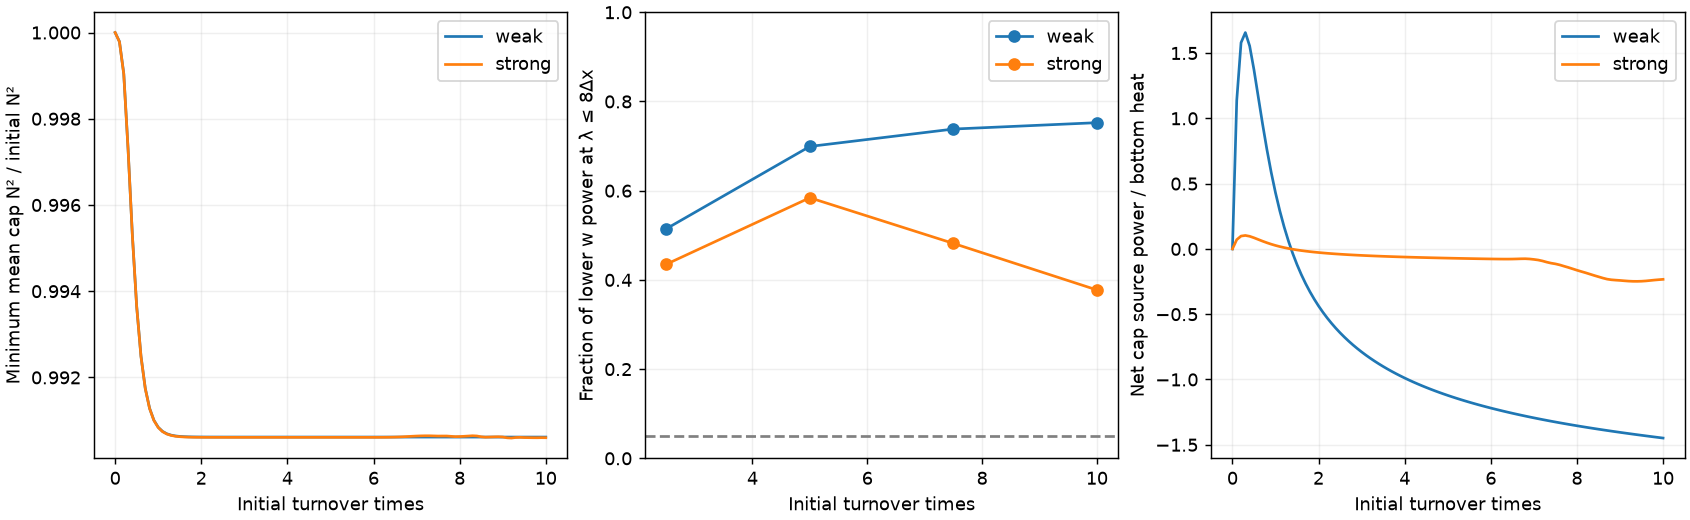 Minimum mean cap N² / initial N²
1.000
0.998
0.996
0.994
0.992
0
2
4
6
8
10
Initial turnover times
weak
strong
Fraction of lower w power at λ ≤ 8Δx
1.0
0.8
0.6
0.4
0.2
0.0
4
6
8
10
Initial turnover times
weak
strong
Net cap source power / bottom heat
1.5
1.0
0.5
0.0
−0.5
−1.0
−1.5
0
2
4
6
8
10
Initial turnover times
weak
strong